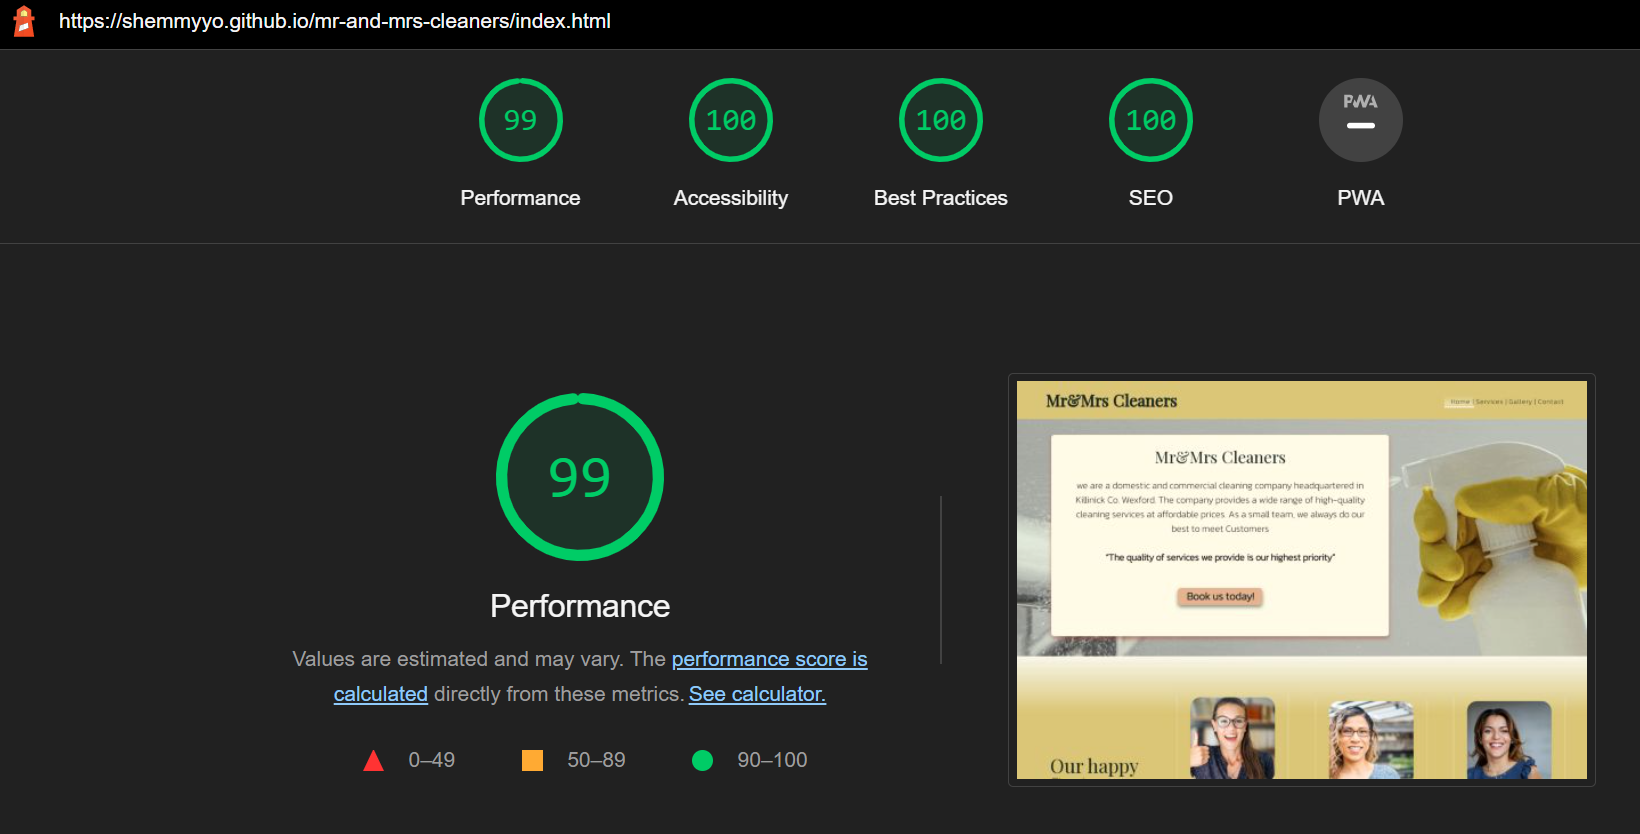 https://shemmyyo.github.io/mr-and-mrs-cleaners/index.html
99
100
100
100
PWA
Performance
Accessibility
Best Practices
SEO
PWA
99
Performance
Values are estimated and may vary. The performance score is
calculated directly from these metrics. See calculator.
0–49
50–89
90–100
Mr&Mrs Cleaners
Home | Services | Gallery | Contact
Mr&Mrs Cleaners
we are a domestic and commercial cleaning company headquartered in
Killinick Co. Wexford. The company provides a wide range of high-quality
cleaning services at affordable prices. As a small team, we always do our
best to meet Customers
"The quality of services we provide is our highest priority"
Book us today!
Our happy